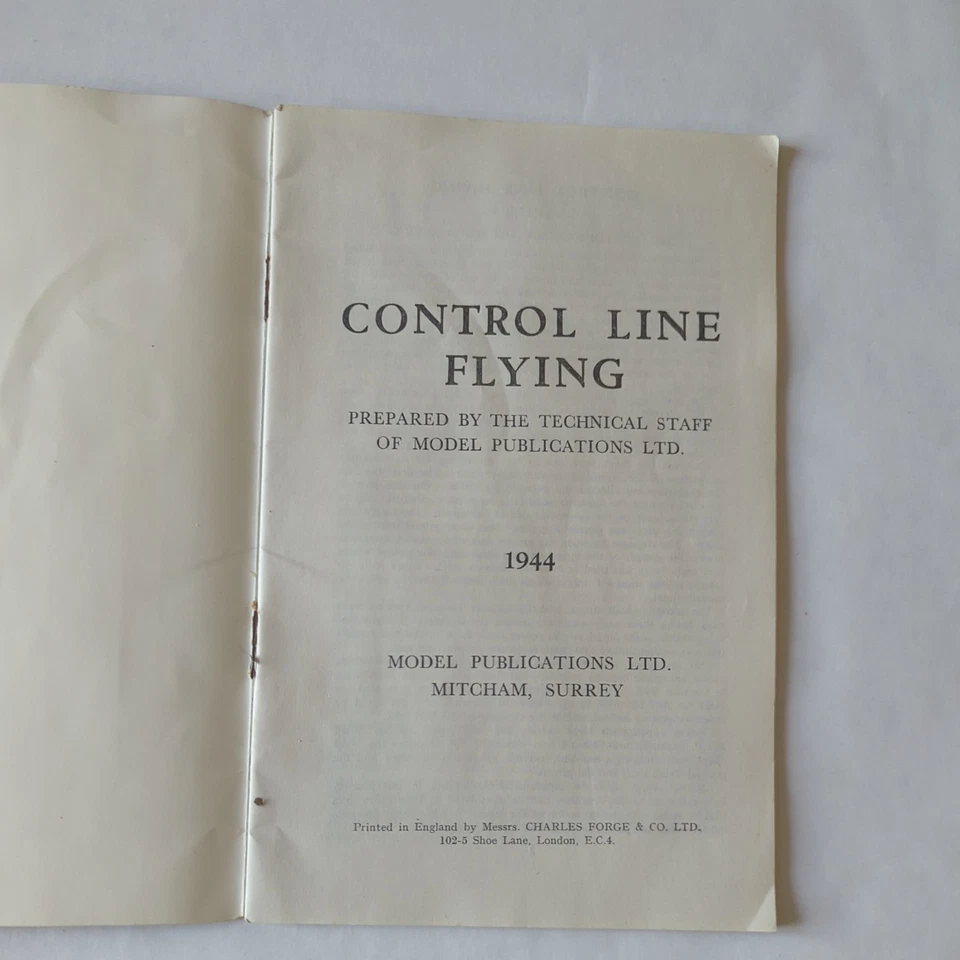 CONTROL LINE
FLYING
PREPARED BY THE TECHNICAL STAFF
OF MODEL PUBLICATIONS LTD.
1944
MODEL PUBLICATIONS LTD.
MITCHAM, SURREY
Printed in England by Messrs. CHARLES FORGE & CO. LTD.
102-5 Shoe Lane, London, E.C.4.